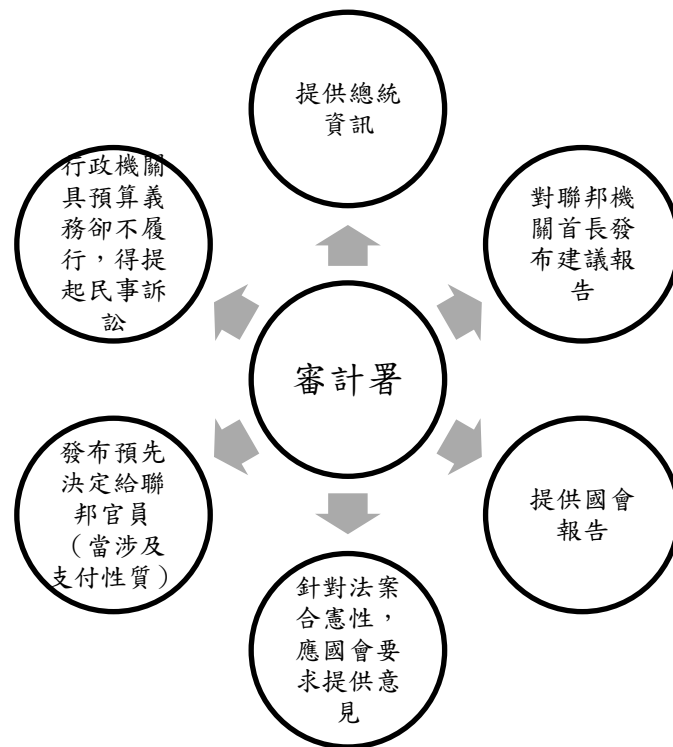 提供總統
資訊
對聯邦機
關首長發
布建議報
告
提供國會
報告
針對法案
合憲性，
應國會要
求提供意
見
發布預先
決定給聯
邦官員
（當涉及
支付性質）
行政機關
具預算義
務卻不履
行，得提
起民事訴
訟
審計署